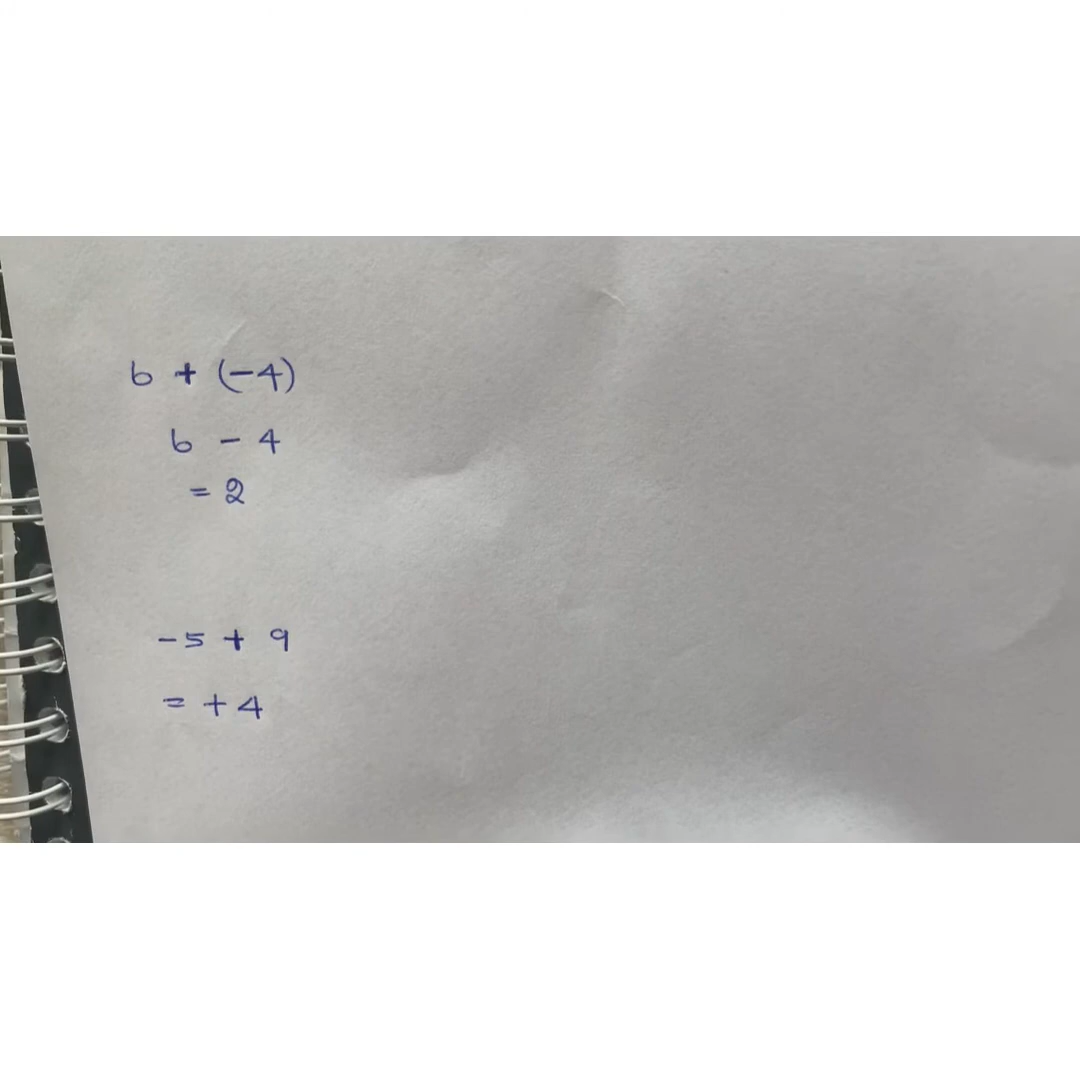 6 + (-4)
6 - 4
= 2
-5 + 9
= +4